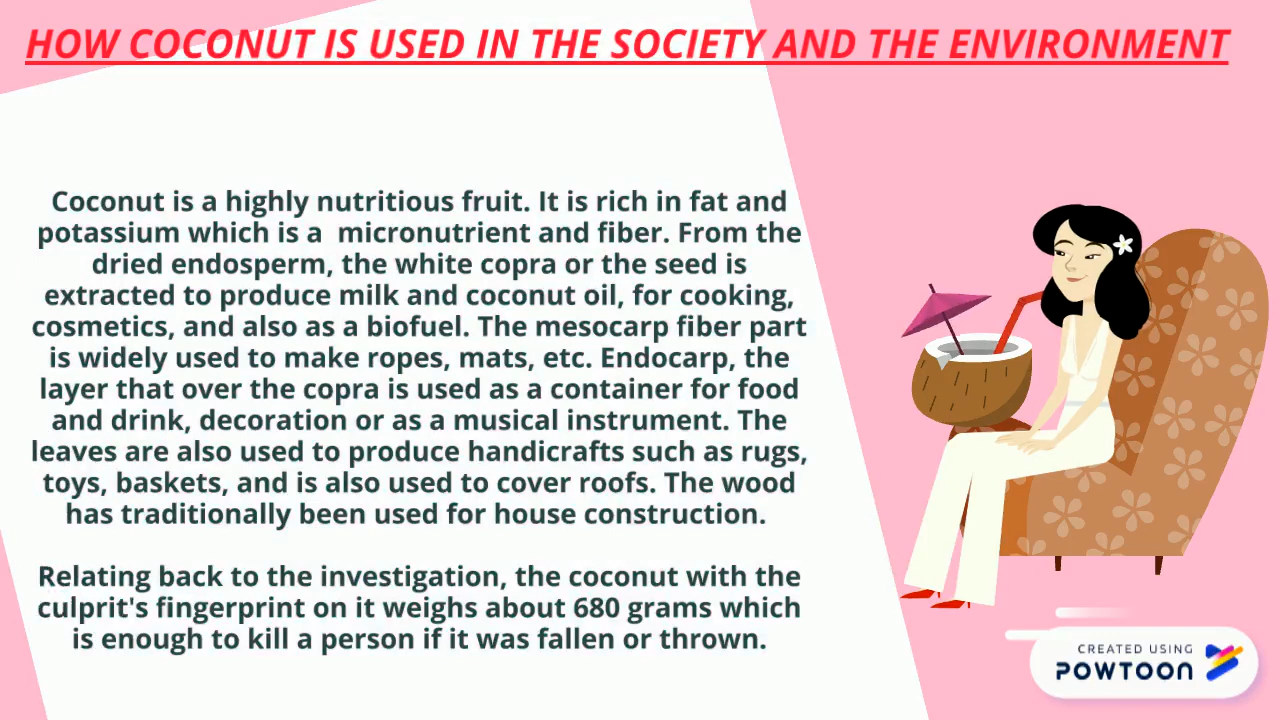 HOW COCONUT IS USED IN THE SOCIETY AND THE ENVIRONMENT
Coconut is a highly nutritious fruit. It is rich in fat and
potassium which is a  micronutrient and fiber. From the
dried endosperm, the white copra or the seed is
extracted to produce milk and coconut oil, for cooking,
cosmetics, and also as a biofuel. The mesocarp fiber part
is widely used to make ropes, mats, etc. Endocarp, the
layer that over the copra is used as a container for food
and drink, decoration or as a musical instrument. The
leaves are also used to produce handicrafts such as rugs,
toys, baskets, and is also used to cover roofs. The wood
has traditionally been used for house construction.
Relating back to the investigation, the coconut with the
culprit's fingerprint on it weighs about 680 grams which
is enough to kill a person if it was fallen or thrown.
CREATED USING
POWTOON